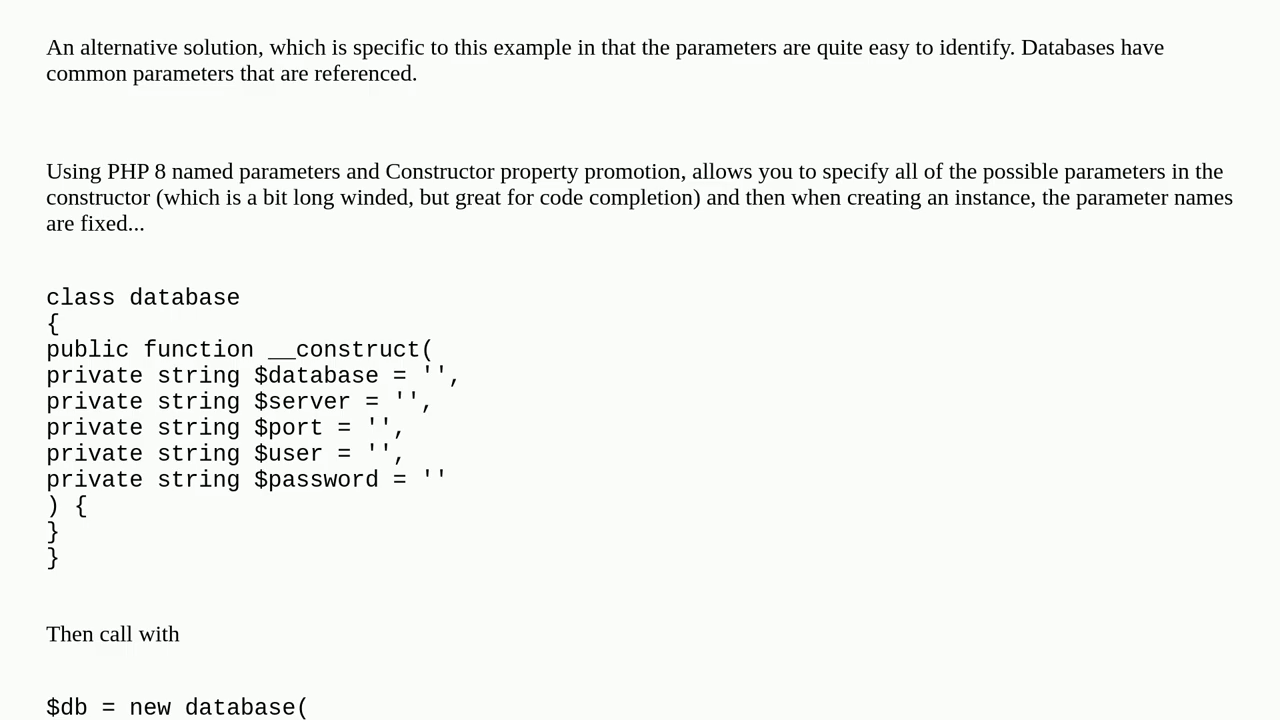 An alternative solution, which is specific to this example in that the parameters are quite easy to identify. Databases have
common parameters that are referenced.
Using PHP 8 named parameters and Constructor property promotion, allows you to specify all of the possible parameters in the
constructor (which is a bit long winded, but great for code completion) and then when creating an instance, the parameter names
are fixed...
class database
{
public function __construct(
private string $database = '',
private string $server = '',
private string $port = '',
private string $user = '',
private string $password = ''
) {
}
}
Then call with
$db = new database(